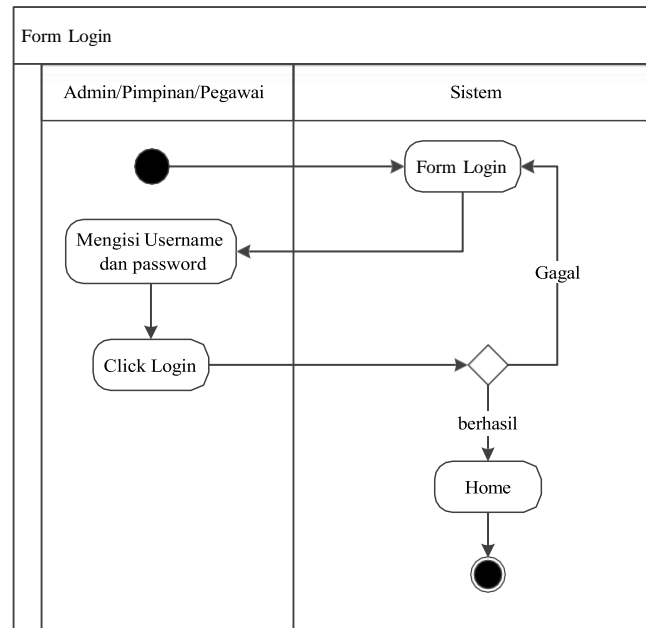 Form Login
Admin/Pimpinan/Pegawai
Sistem
Form Login
Mengisi Username
dan password
Gagal
Click Login
berhasil
Home